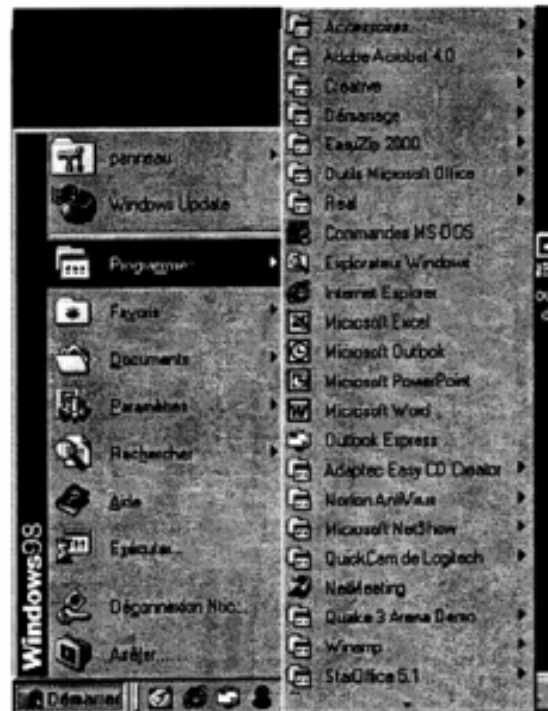 panneau
Windows Update
Programmes
Favoris
Documents
Paramètres
Rechercher
Aide
Exécuter...
Déconnexion Nbc...
Arrêter......
Windows98
Démarrer
Accessoires
Adobe Acrobat 4.0
Creative
Démarrage
EasyZip 2000
Outils Microsoft Office
Real
Commandes MS-DOS
Explorateur Windows
Internet Explorer
Microsoft Excel
Microsoft Outlook
Microsoft PowerPoint
Microsoft Word
Outlook Express
Adaptec Easy CD Creator
Norton AntiVirus
Microsoft NetShow
QuickCam de Logitech
NetMeeting
Quake 3 Arena Demo
Winamp
StarOffice 5.1